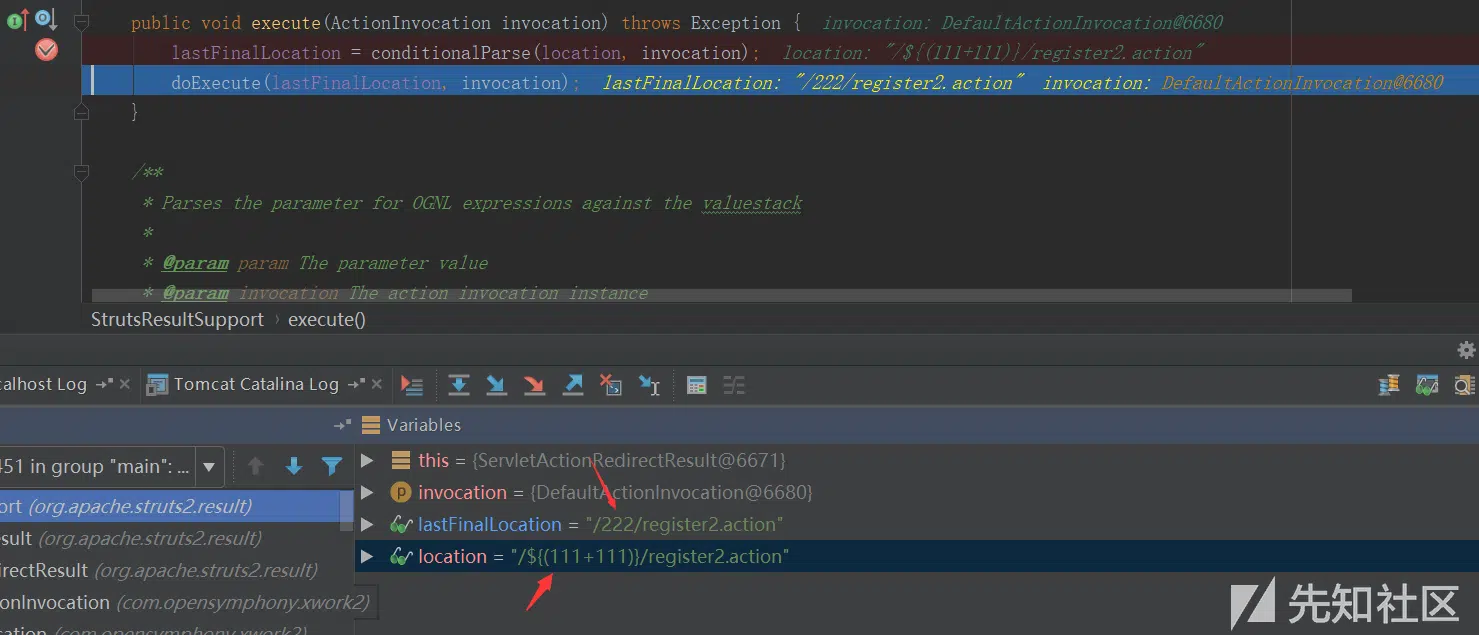 public void execute(ActionInvocation invocation) throws Exception {  invocation: DefaultActionInvocation@6680
lastFinalLocation = conditionalParse(location, invocation);  location: "/${(111+111)}/register2.action"
doExecute(lastFinalLocation, invocation);  lastFinalLocation: "/222/register2.action"  invocation: DefaultActionInvocation@6680
}
/**
* Parses the parameter for OGNL expressions against the valuestack
*
* @param param The parameter value
* @param invocation The action invocation instance
StrutsResultSupport › execute()
calhost Log
Tomcat Catalina Log
Variables
451 in group "main": ...
this = {ServletActionRedirectResult@6671}
invocation = {DefaultActionInvocation@6680}
ort (org.apache.struts2.result)
lastFinalLocation = "/222/register2.action"
esult (org.apache.struts2.result)
location = "/${(111+111)}/register2.action"
irectResult (org.apache.struts2.result)
onInvocation (com.opensymphony.xwork2)
cation (com.opensymphony.xwork2)
先知社区